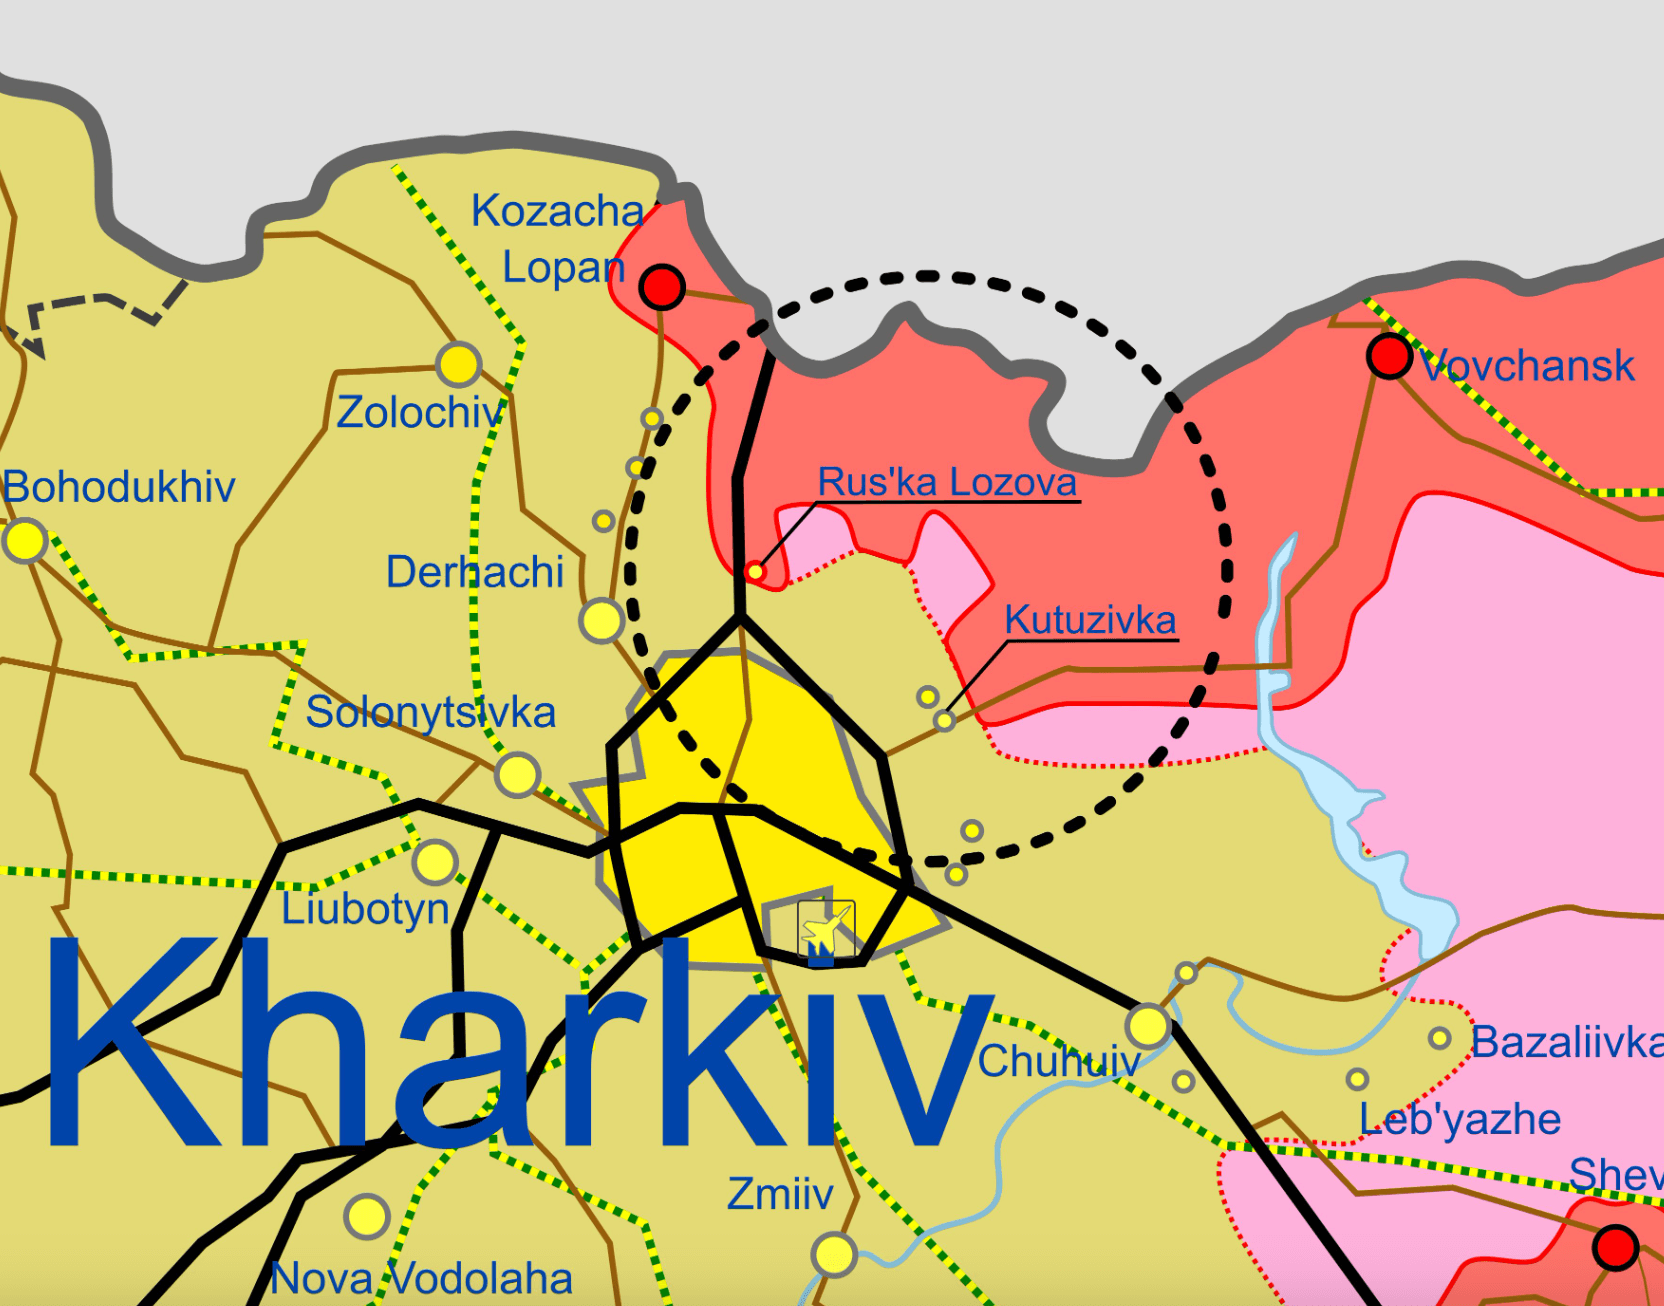 Kozacha
Lopan
Vovchansk
Zolochiv
Bohodukhiv
Rus'ka Lozova
Derhachi
Kutuzivka
Solonytsivka
Liubotyn
Kharkiv
Chuhuiv
Bazaliivka
Leb'yazhe
Shev
Zmiiv
Nova Vodolaha